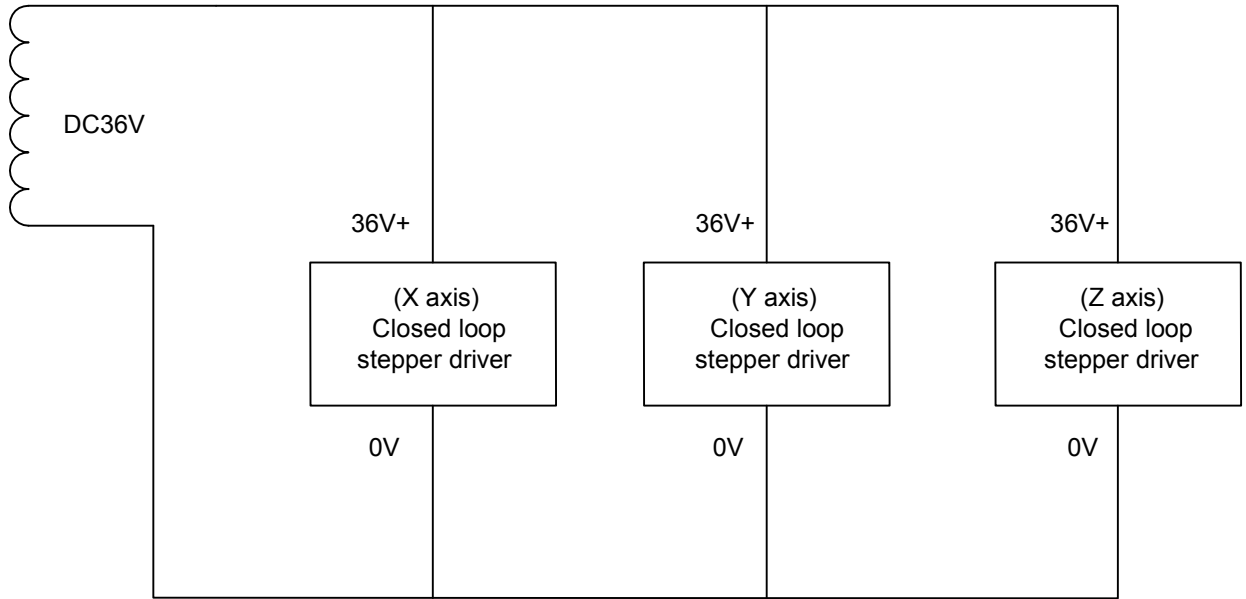 DC36V
36V+
36V+
36V+
(X axis)
Closed loop
stepper driver
(Y axis)
Closed loop
stepper driver
(Z axis)
Closed loop
stepper driver
0V
0V
0V